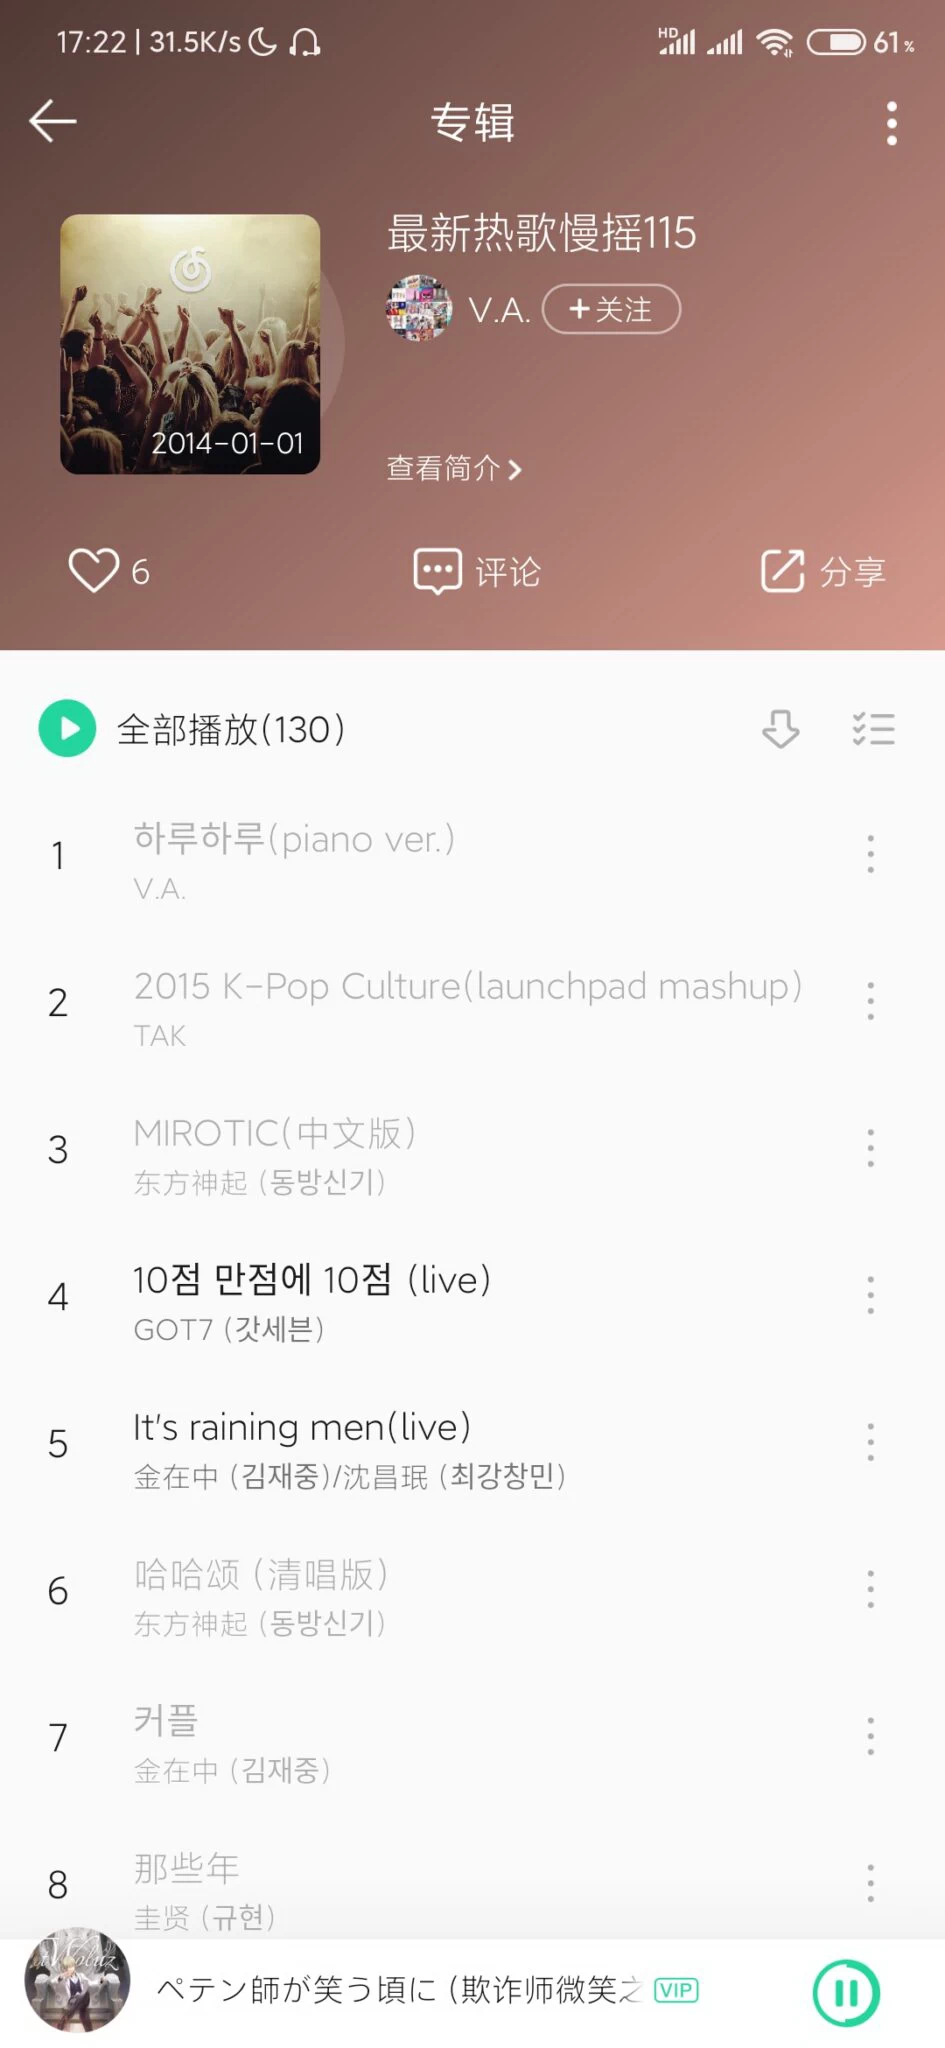 17:22 | 31.5K/s HD 61%
专辑
最新热歌慢摇115
V.A. +关注
2014-01-01
查看简介
6 评论 分享
全部播放(130)
1 하루하루(piano ver.)
V.A.
2 2015 K-Pop Culture(launchpad mashup)
TAK
3 MIROTIC(中文版)
东方神起 (동방신기)
4 10점 만점에 10점 (live)
GOT7 (갓세븐)
5 It's raining men(live)
金在中 (김재중)/沈昌珉 (최강창민)
6 哈哈颂 (清唱版)
东方神起 (동방신기)
7 커플
金在中 (김재중)
8 那些年
圭贤 (규현)
ペテン師が笑う頃に (欺诈师微笑之 VIP